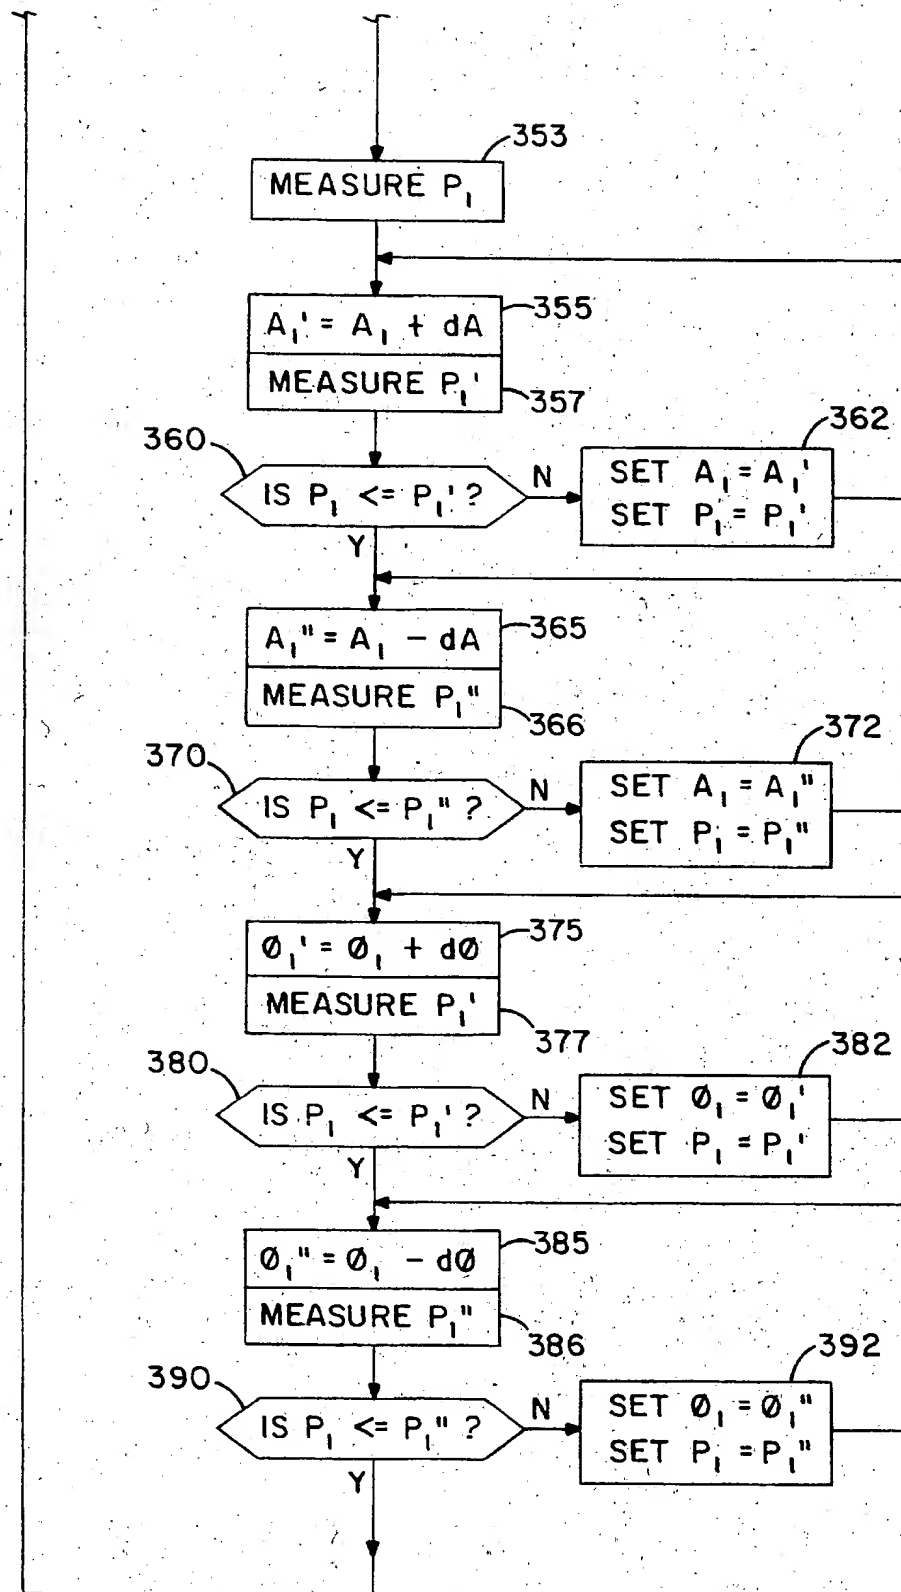 353
MEASURE P₁
A₁' = A₁ + dA
355
MEASURE P₁'
357
360
IS P₁ <= P₁' ?
N
362
SET A₁ = A₁'
SET P₁ = P₁'
Y
A₁" = A₁ - dA
365
MEASURE P₁"
366
370
IS P₁ <= P₁" ?
N
372
SET A₁ = A₁"
SET P₁ = P₁"
Y
Ø₁' = Ø₁ + dØ
375
MEASURE P₁'
377
380
IS P₁ <= P₁' ?
N
382
SET Ø₁ = Ø₁'
SET P₁ = P₁'
Y
Ø₁" = Ø₁ - dØ
385
MEASURE P₁"
386
390
IS P₁ <= P₁" ?
N
392
SET Ø₁ = Ø₁"
SET P₁ = P₁"
Y